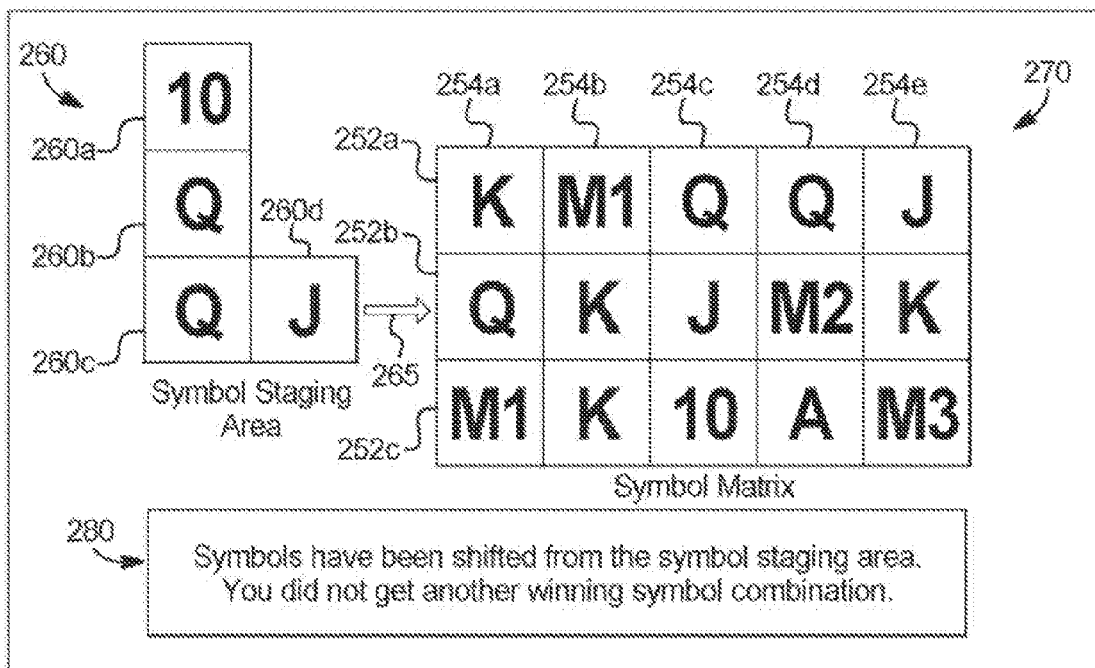 260
10
260a
Q
260b
260d
Q J
260c
265
Symbol Staging
Area
254a 254b 254c 254d 254e
270
252a
K M1 Q Q J
252b
Q K J M2 K
252c
M1 K 10 A M3
Symbol Matrix
280
Symbols have been shifted from the symbol staging area.
You did not get another winning symbol combination.